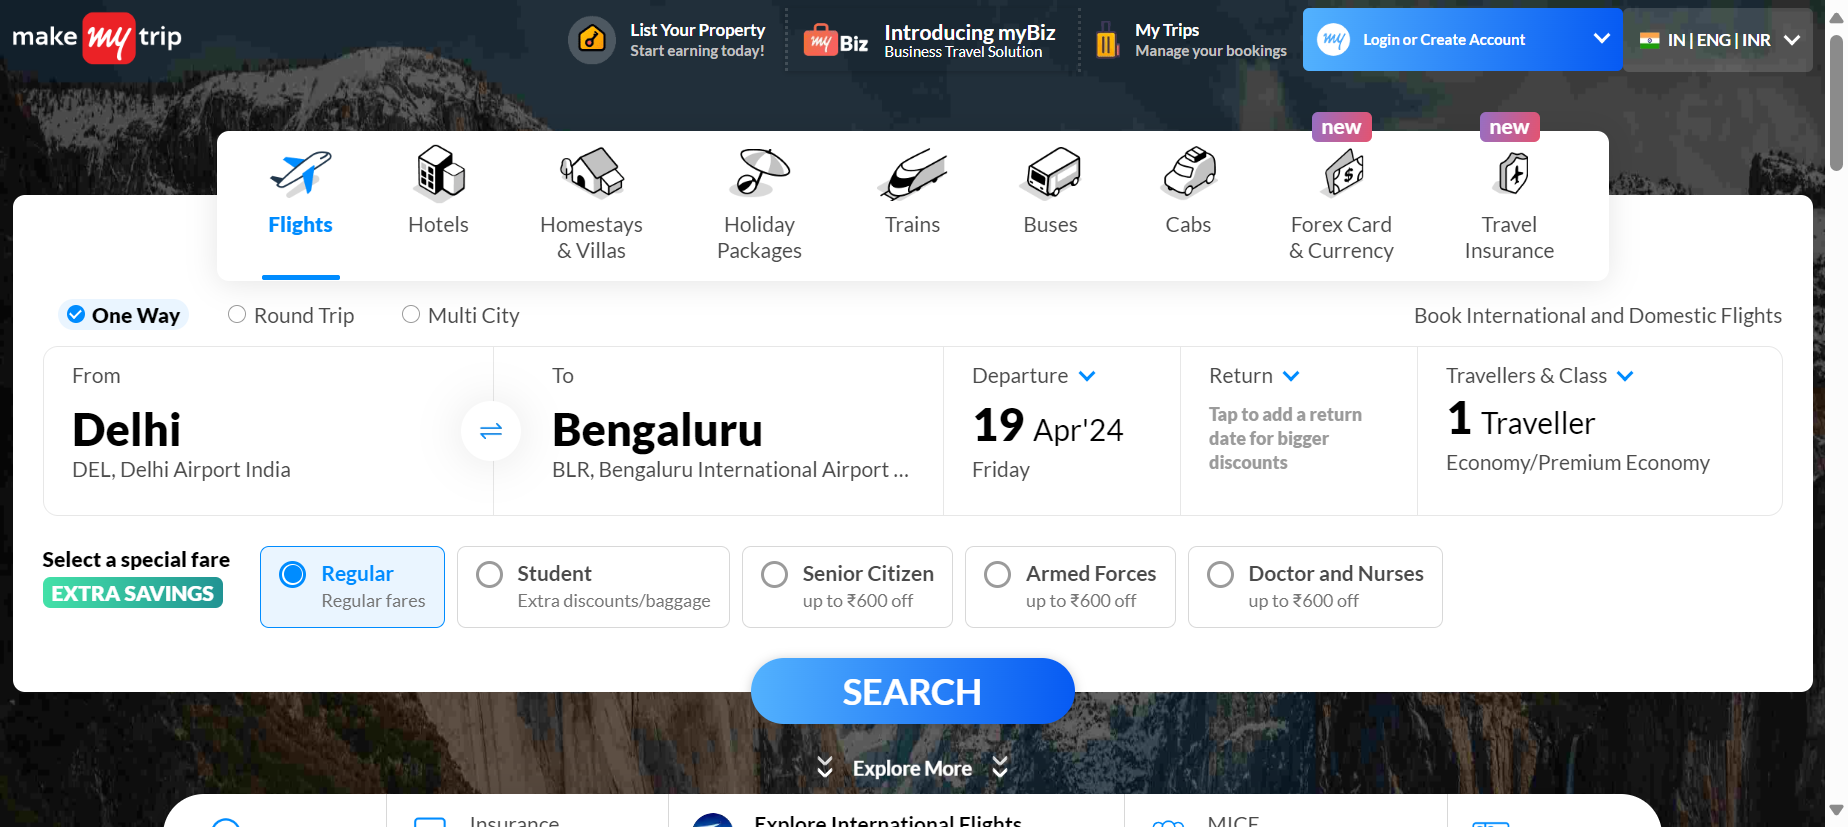 make my trip
List Your Property
Start earning today!
my Biz
Introducing myBiz
Business Travel Solution
My Trips
Manage your bookings
my Login or Create Account
IN | ENG | INR
new
new
Flights
Hotels
Homestays
& Villas
Holiday
Packages
Trains
Buses
Cabs
Forex Card
& Currency
Travel
Insurance
One Way
Round Trip
Multi City
Book International and Domestic Flights
From
Delhi
DEL, Delhi Airport India
To
Bengaluru
BLR, Bengaluru International Airport ...
Departure
19 Apr'24
Friday
Return
Tap to add a return
date for bigger
discounts
Travellers & Class
1 Traveller
Economy/Premium Economy
Select a special fare
EXTRA SAVINGS
Regular
Regular fares
Student
Extra discounts/baggage
Senior Citizen
up to ₹600 off
Armed Forces
up to ₹600 off
Doctor and Nurses
up to ₹600 off
SEARCH
Explore More
Insurance
Explore International Flights
MICE